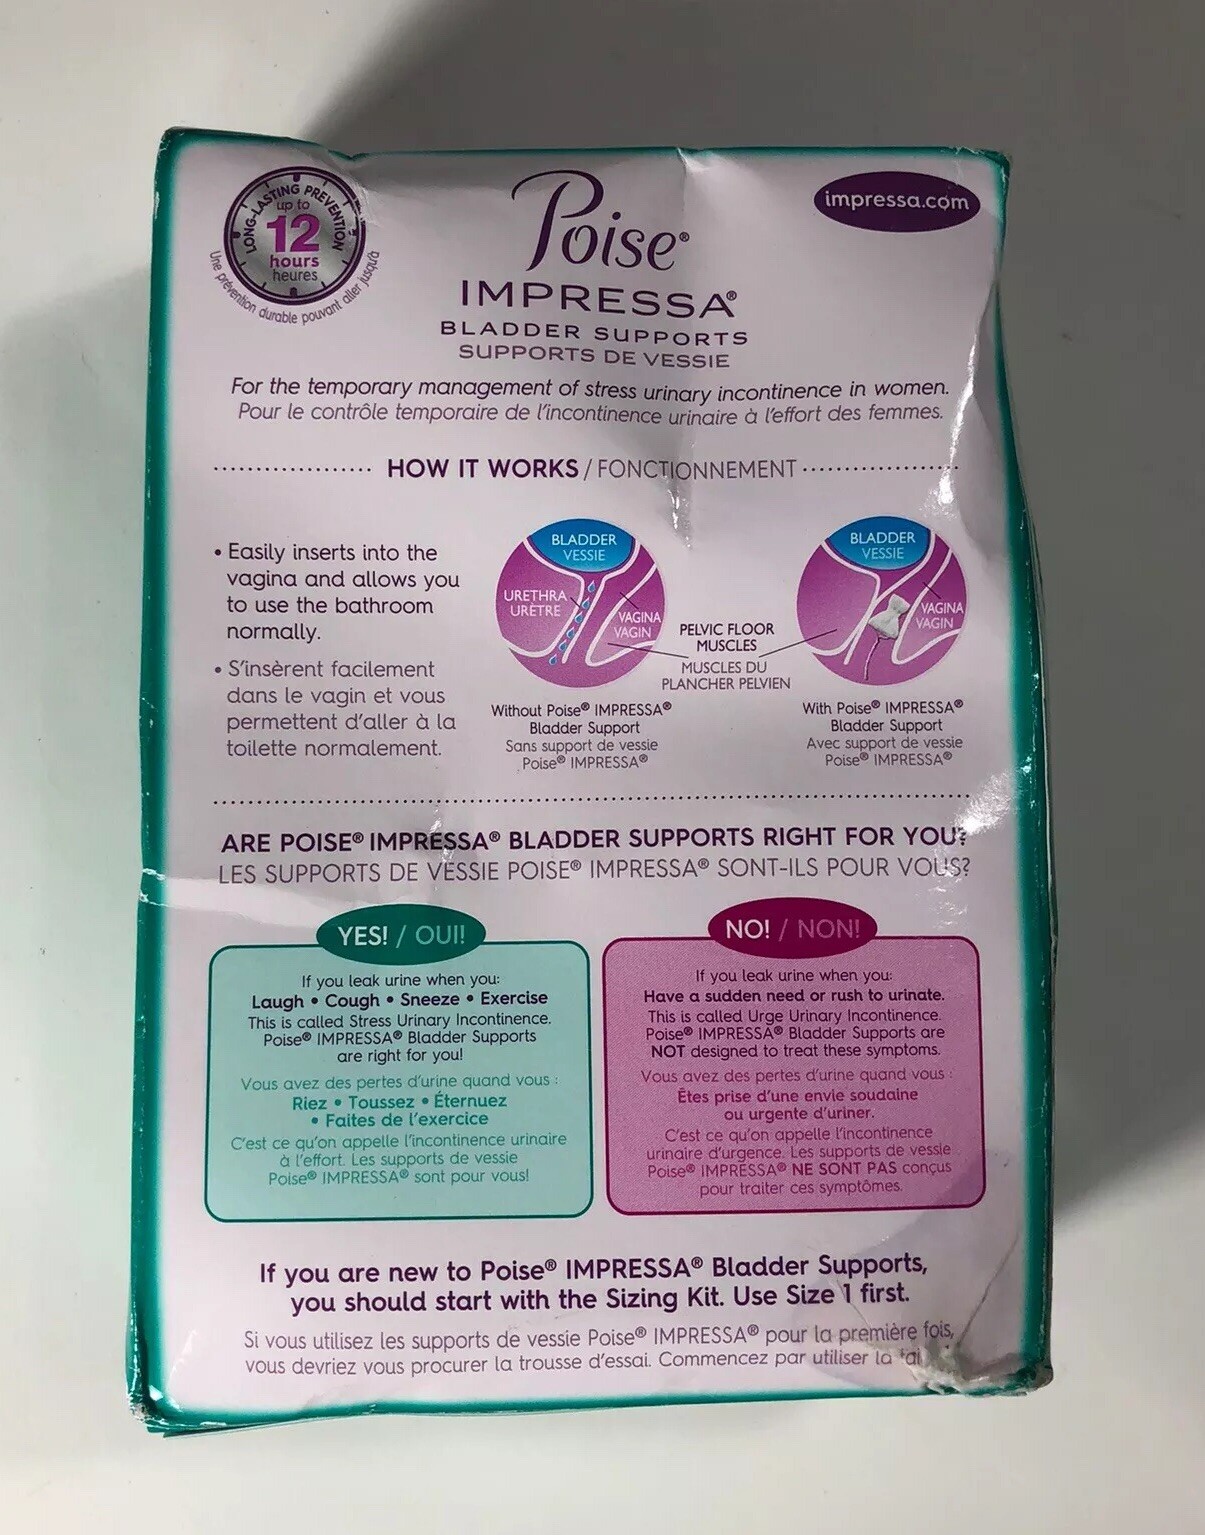 LONG-LASTING PREVENTION
up to
12
hours
heures
Une prévention durable pouvant aller jusqu'à
Poise®
IMPRESSA®
BLADDER SUPPORTS
SUPPORTS DE VESSIE
impressa.com
For the temporary management of stress urinary incontinence in women.
Pour le contrôle temporaire de l'incontinence urinaire à l'effort des femmes.
HOW IT WORKS / FONCTIONNEMENT
• Easily inserts into the
vagina and allows you
to use the bathroom
normally.
• S'insèrent facilement
dans le vagin et vous
permettent d'aller à la
toilette normalement.
BLADDER
VESSIE
URETHRA
URÈTRE
VAGINA
VAGIN
Without Poise® IMPRESSA®
Bladder Support
Sans support de vessie
Poise® IMPRESSA®
PELVIC FLOOR
MUSCLES
MUSCLES DU
PLANCHER PELVIEN
BLADDER
VESSIE
VAGINA
VAGIN
With Poise® IMPRESSA®
Bladder Support
Avec support de vessie
Poise® IMPRESSA®
ARE POISE® IMPRESSA® BLADDER SUPPORTS RIGHT FOR YOU?
LES SUPPORTS DE VESSIE POISE® IMPRESSA® SONT-ILS POUR VOUS?
YES! / OUI!
If you leak urine when you:
Laugh • Cough • Sneeze • Exercise
This is called Stress Urinary Incontinence.
Poise® IMPRESSA® Bladder Supports
are right for you!
Vous avez des pertes d'urine quand vous :
Riez • Toussez • Éternuez
• Faites de l'exercice
C'est ce qu'on appelle l'incontinence urinaire
à l'effort. Les supports de vessie
Poise® IMPRESSA® sont pour vous!
NO! / NON!
If you leak urine when you:
Have a sudden need or rush to urinate.
This is called Urge Urinary Incontinence.
Poise® IMPRESSA® Bladder Supports are
NOT designed to treat these symptoms.
Vous avez des pertes d'urine quand vous :
Êtes prise d'une envie soudaine
ou urgente d'uriner.
C'est ce qu'on appelle l'incontinence
urinaire d'urgence. Les supports de vessie
Poise® IMPRESSA® NE SONT PAS conçus
pour traiter ces symptômes.
If you are new to Poise® IMPRESSA® Bladder Supports,
you should start with the Sizing Kit. Use Size 1 first.
Si vous utilisez les supports de vessie Poise® IMPRESSA® pour la première fois,
vous devriez vous procurer la trousse d'essai. Commencez par utiliser la